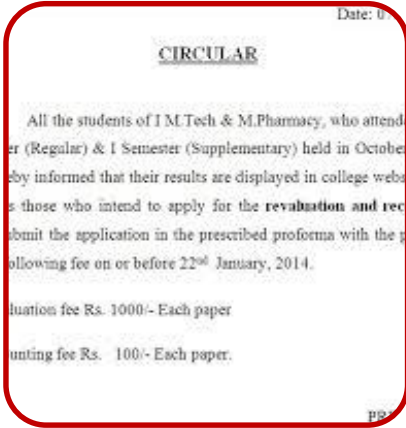 Date: 0
CIRCULAR
All the students of I M.Tech & M.Pharmacy, who attend
er (Regular) & I Semester (Supplementary) held in October
eby informed that their results are displayed in college webs
s those who intend to apply for the revaluation and rec
bmit the application in the prescribed proforma with the p
ollowing fee on or before 22nd January, 2014.
luation fee Rs. 1000/- Each paper
unting fee Rs. 100/- Each paper.
PRI